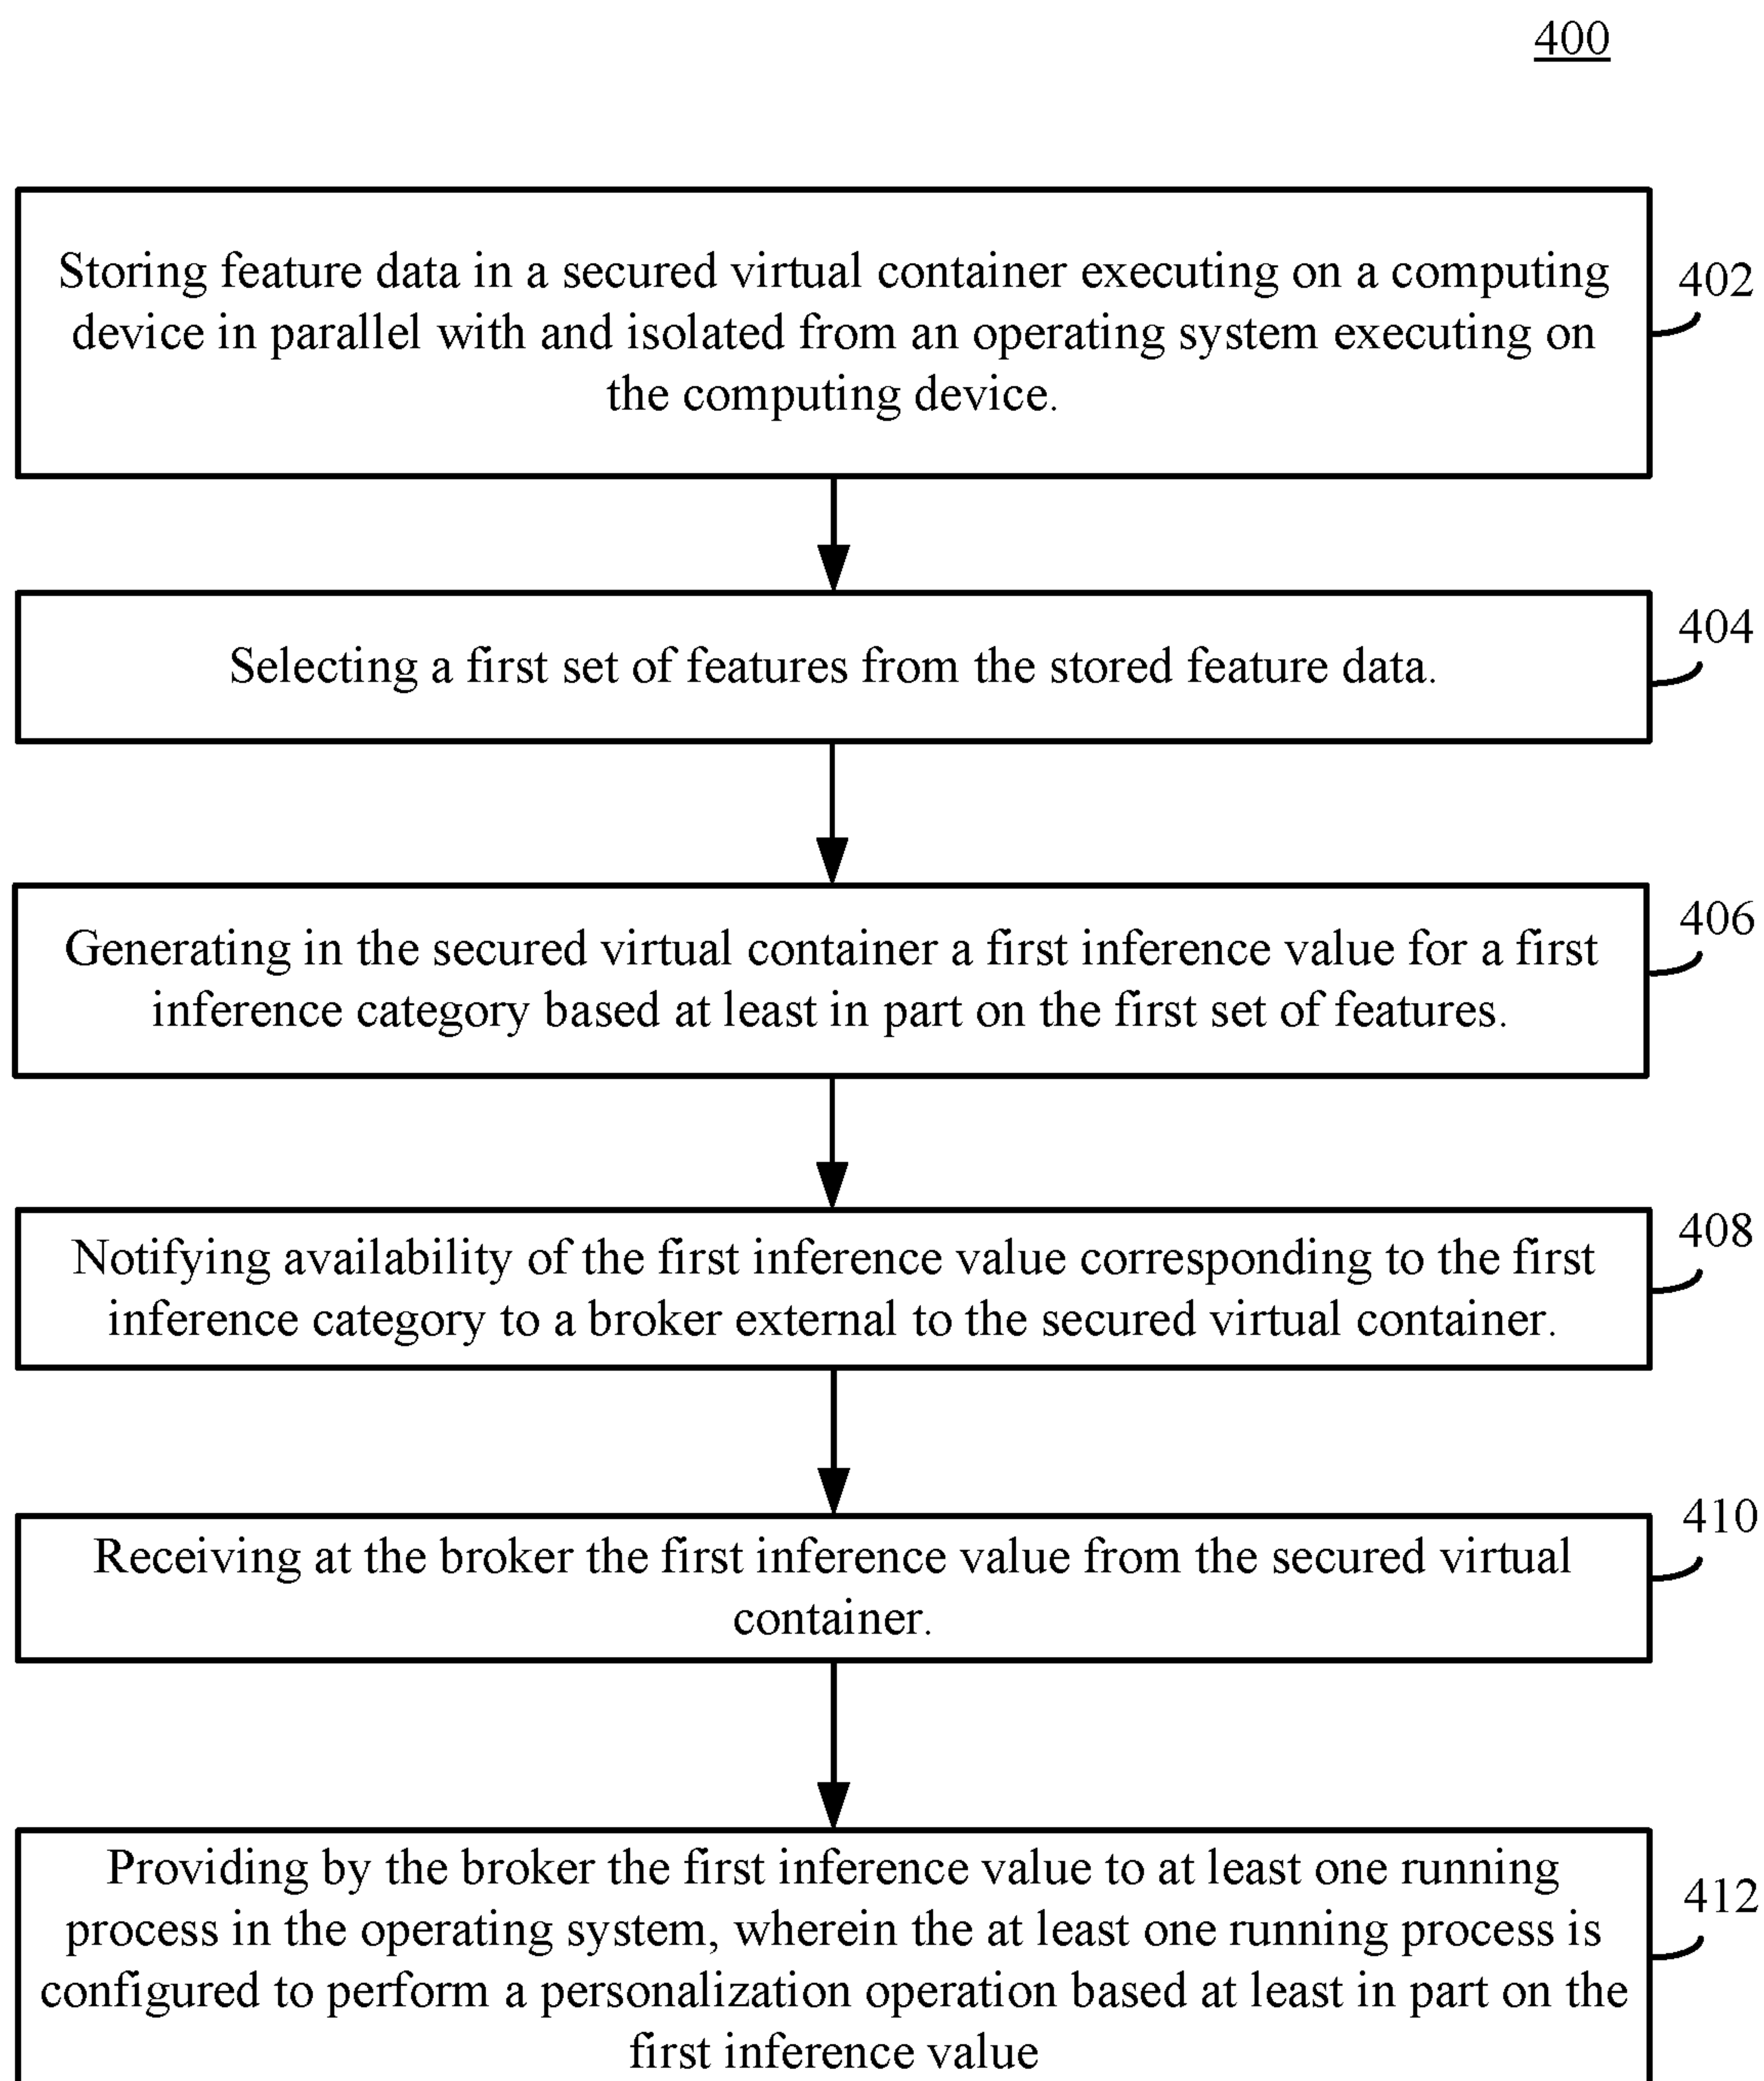 400
Storing feature data in a secured virtual container executing on a computing
device in parallel with and isolated from an operating system executing on
the computing device.
402
Selecting a first set of features from the stored feature data.
404
Generating in the secured virtual container a first inference value for a first
inference category based at least in part on the first set of features.
406
Notifying availability of the first inference value corresponding to the first
inference category to a broker external to the secured virtual container.
408
Receiving at the broker the first inference value from the secured virtual
container.
410
Providing by the broker the first inference value to at least one running
process in the operating system, wherein the at least one running process is
configured to perform a personalization operation based at least in part on the
first inference value
412